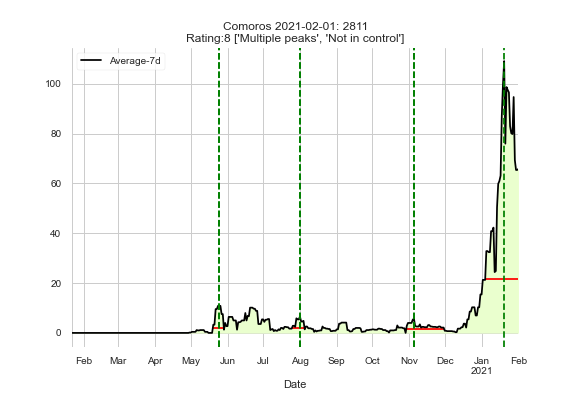 Comoros 2021-02-01: 2811
Rating:8 ['Multiple peaks', 'Not in control']
Average-7d
100
80
60
40
20
0
Feb Mar Apr May Jun Jul Aug Sep Oct Nov Dec Jan Feb
2021
Date